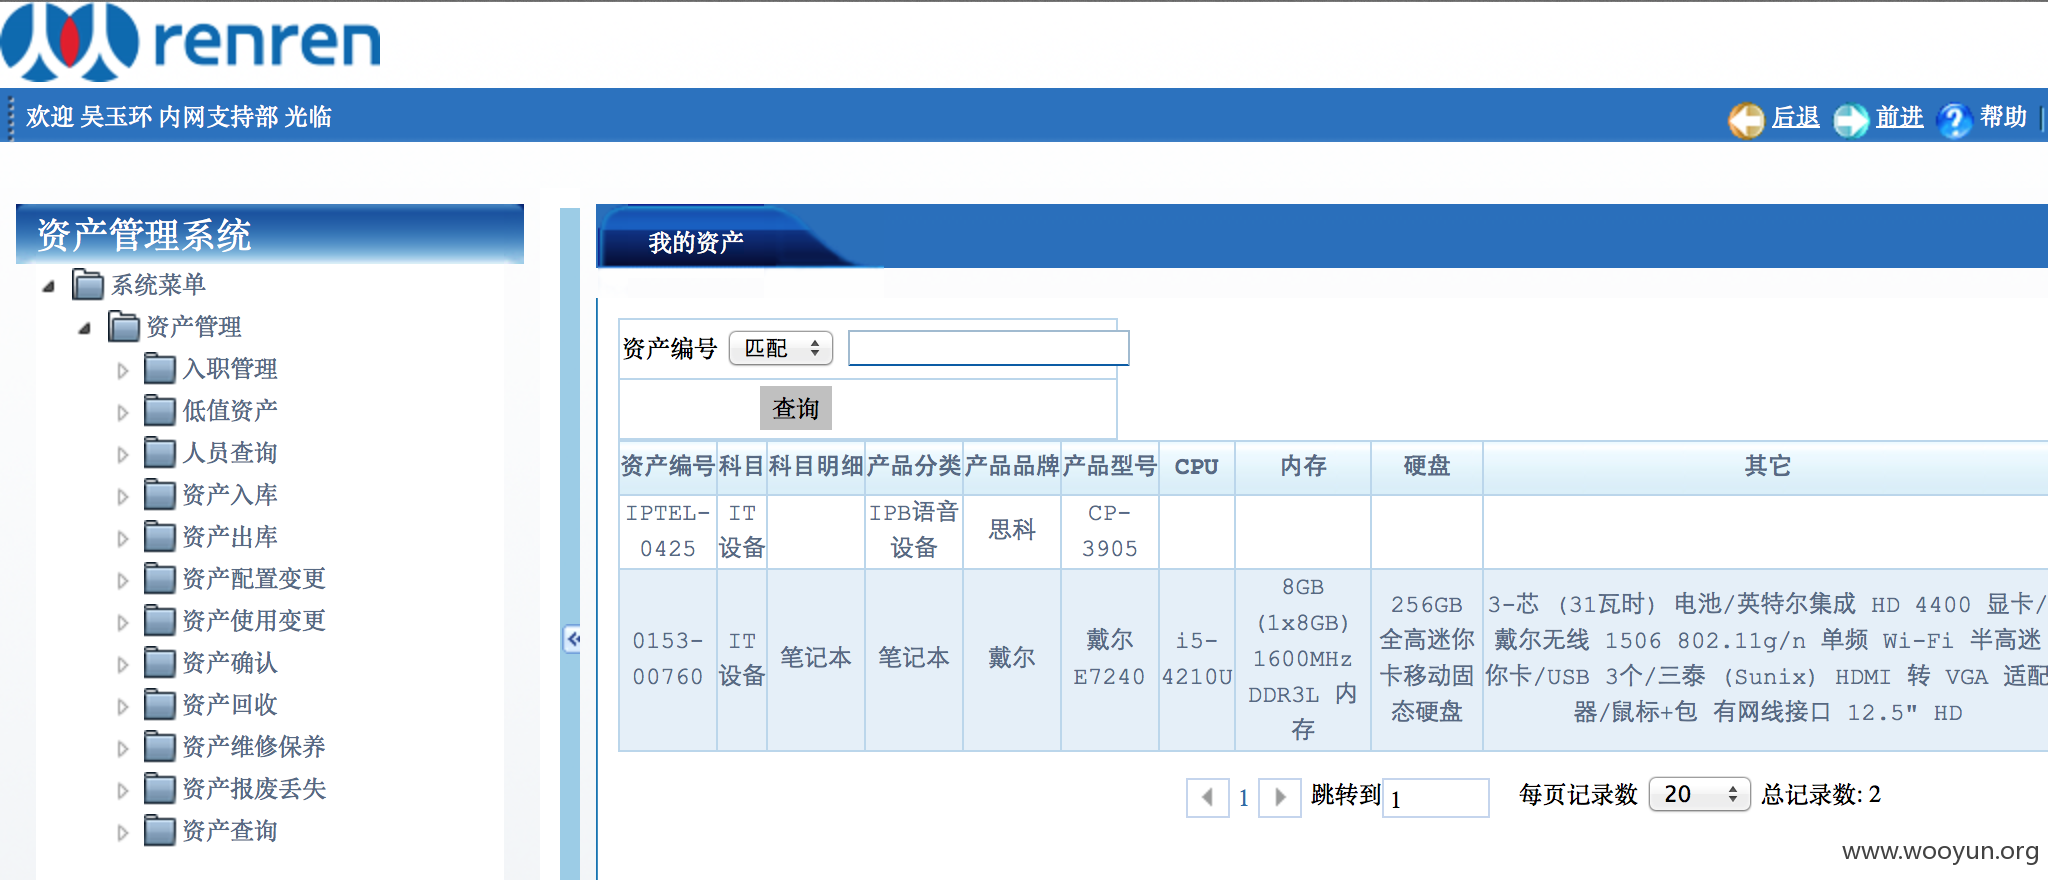 renren
欢迎 吴玉环 内网支持部 光临
后退 前进 帮助
资产管理系统
系统菜单
资产管理
入职管理
低值资产
人员查询
资产入库
资产出库
资产配置变更
资产使用变更
资产确认
资产回收
资产维修保养
资产报废丢失
资产查询
我的资产
资产编号 匹配
查询
资产编号 科目 科目明细 产品分类 产品品牌 产品型号 CPU 内存 硬盘 其它
IPTEL-
0425
IT
设备
IPB语音
设备
思科
CP-
3905
0153-
00760
IT
设备
笔记本
笔记本
戴尔
戴尔
E7240
i5-
4210U
8GB
(1x8GB)
1600MHz
DDR3L 内
存
256GB
全高迷你
卡移动固
态硬盘
3-芯 (31瓦时) 电池/英特尔集成 HD 4400 显卡/
戴尔无线 1506 802.11g/n 单频 Wi-Fi 半高迷
你卡/USB 3个/三泰 (Sunix) HDMI 转 VGA 适配
器/鼠标+包 有网线接口 12.5" HD
1 跳转到 1 每页记录数 20 总记录数: 2
www.wooyun.org